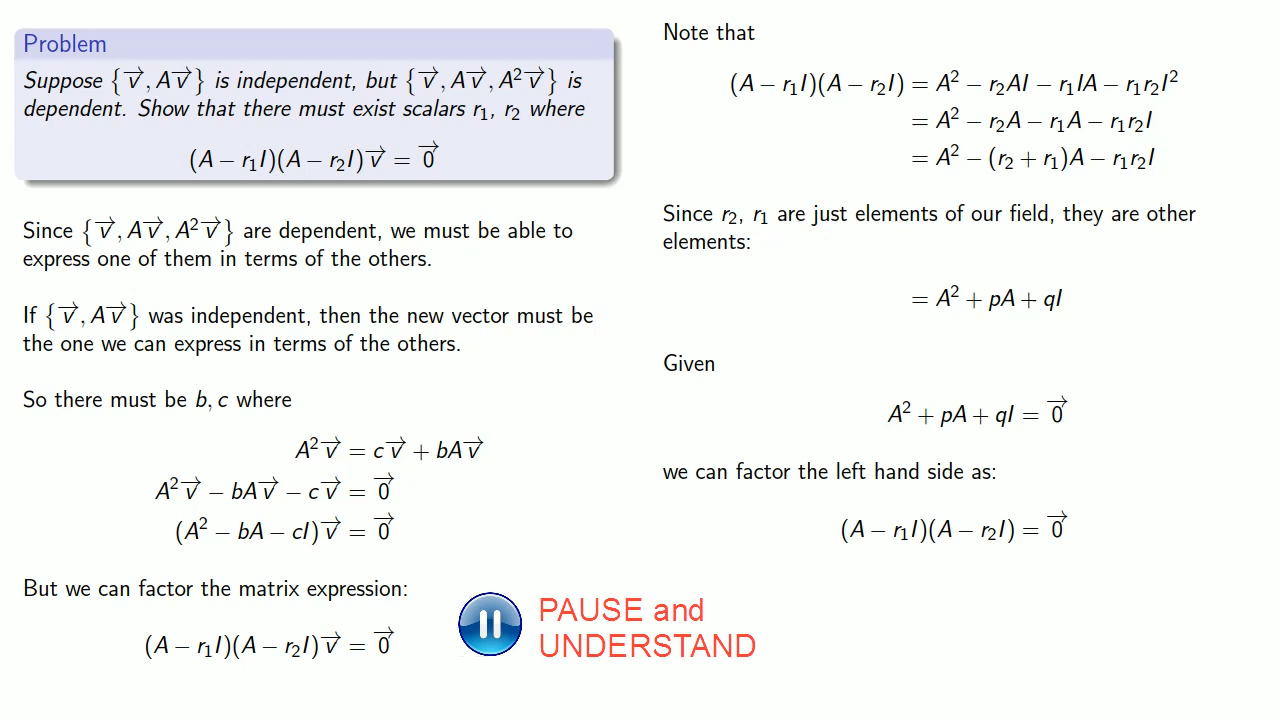 Problem
Suppose {v⃗, Av⃗} is independent, but {v⃗, Av⃗, A²v⃗} is
dependent. Show that there must exist scalars r₁, r₂ where
(A − r₁I)(A − r₂I)v⃗ = 0⃗
Since {v⃗, Av⃗, A²v⃗} are dependent, we must be able to
express one of them in terms of the others.
If {v⃗, Av⃗} was independent, then the new vector must be
the one we can express in terms of the others.
So there must be b, c where
A²v⃗ = cv⃗ + bAv⃗
A²v⃗ − bAv⃗ − cv⃗ = 0⃗
(A² − bA − cI)v⃗ = 0⃗
But we can factor the matrix expression:
(A − r₁I)(A − r₂I)v⃗ = 0⃗
Note that
(A − r₁I)(A − r₂I) = A² − r₂AI − r₁IA − r₁r₂I²
= A² − r₂A − r₁A − r₁r₂I
= A² − (r₂ + r₁)A − r₁r₂I
Since r₂, r₁ are just elements of our field, they are other
elements:
= A² + pA + qI
Given
A² + pA + qI = 0⃗
we can factor the left hand side as:
(A − r₁I)(A − r₂I) = 0⃗
PAUSE and
UNDERSTAND